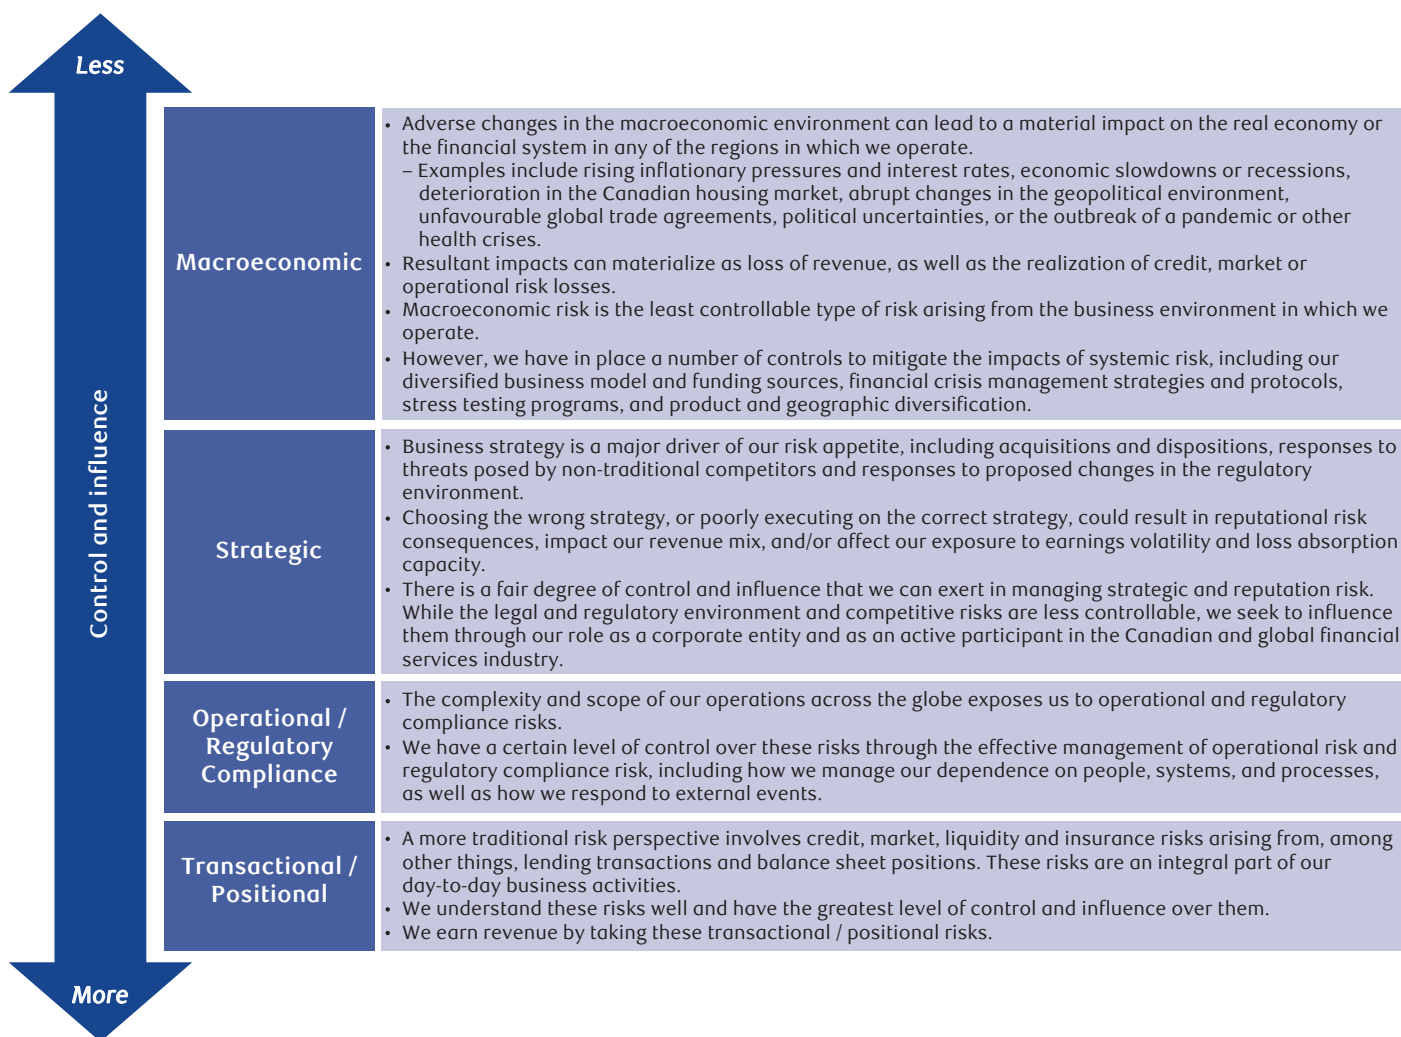 Less
Control and influence
Macroeconomic
• Adverse changes in the macroeconomic environment can lead to a material impact on the real economy or
the financial system in any of the regions in which we operate.
– Examples include rising inflationary pressures and interest rates, economic slowdowns or recessions,
deterioration in the Canadian housing market, abrupt changes in the geopolitical environment,
unfavourable global trade agreements, political uncertainties, or the outbreak of a pandemic or other
health crises.
• Resultant impacts can materialize as loss of revenue, as well as the realization of credit, market or
operational risk losses.
• Macroeconomic risk is the least controllable type of risk arising from the business environment in which we
operate.
• However, we have in place a number of controls to mitigate the impacts of systemic risk, including our
diversified business model and funding sources, financial crisis management strategies and protocols,
stress testing programs, and product and geographic diversification.
Strategic
• Business strategy is a major driver of our risk appetite, including acquisitions and dispositions, responses to
threats posed by non-traditional competitors and responses to proposed changes in the regulatory
environment.
• Choosing the wrong strategy, or poorly executing on the correct strategy, could result in reputational risk
consequences, impact our revenue mix, and/or affect our exposure to earnings volatility and loss absorption
capacity.
• There is a fair degree of control and influence that we can exert in managing strategic and reputation risk.
While the legal and regulatory environment and competitive risks are less controllable, we seek to influence
them through our role as a corporate entity and as an active participant in the Canadian and global financial
services industry.
Operational /
Regulatory
Compliance
• The complexity and scope of our operations across the globe exposes us to operational and regulatory
compliance risks.
• We have a certain level of control over these risks through the effective management of operational risk and
regulatory compliance risk, including how we manage our dependence on people, systems, and processes,
as well as how we respond to external events.
Transactional /
Positional
• A more traditional risk perspective involves credit, market, liquidity and insurance risks arising from, among
other things, lending transactions and balance sheet positions. These risks are an integral part of our
day-to-day business activities.
• We understand these risks well and have the greatest level of control and influence over them.
• We earn revenue by taking these transactional / positional risks.
More